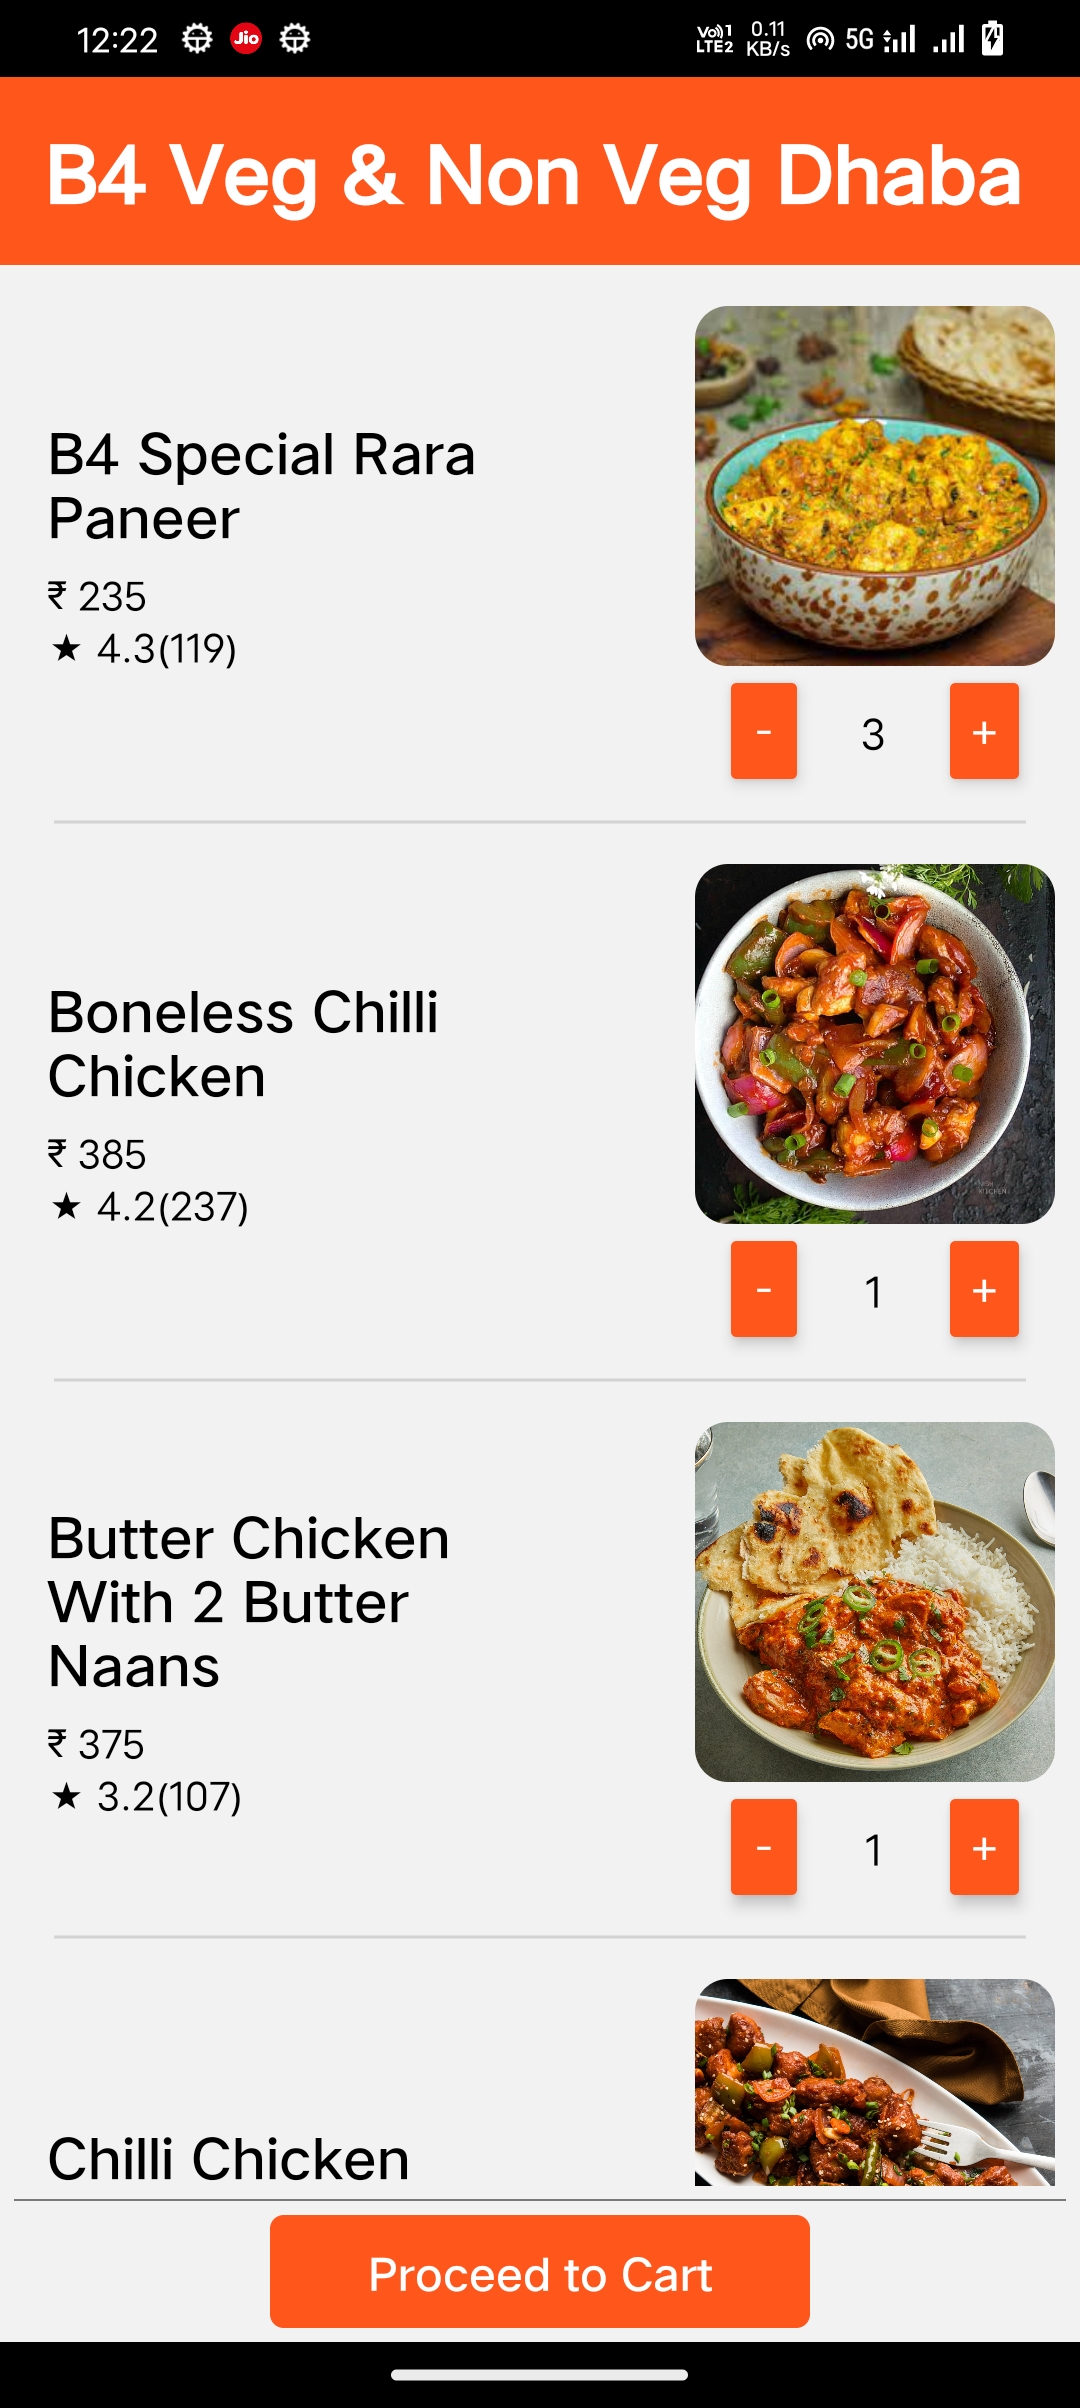 12:22
Jio
Vo)) 1
LTE2
0.11
KB/s
5G
B4 Veg & Non Veg Dhaba
B4 Special Rara
Paneer
₹ 235
★ 4.3(119)
- 3 +
Boneless Chilli
Chicken
₹ 385
★ 4.2(237)
- 1 +
Butter Chicken
With 2 Butter
Naans
₹ 375
★ 3.2(107)
- 1 +
Chilli Chicken
Proceed to Cart